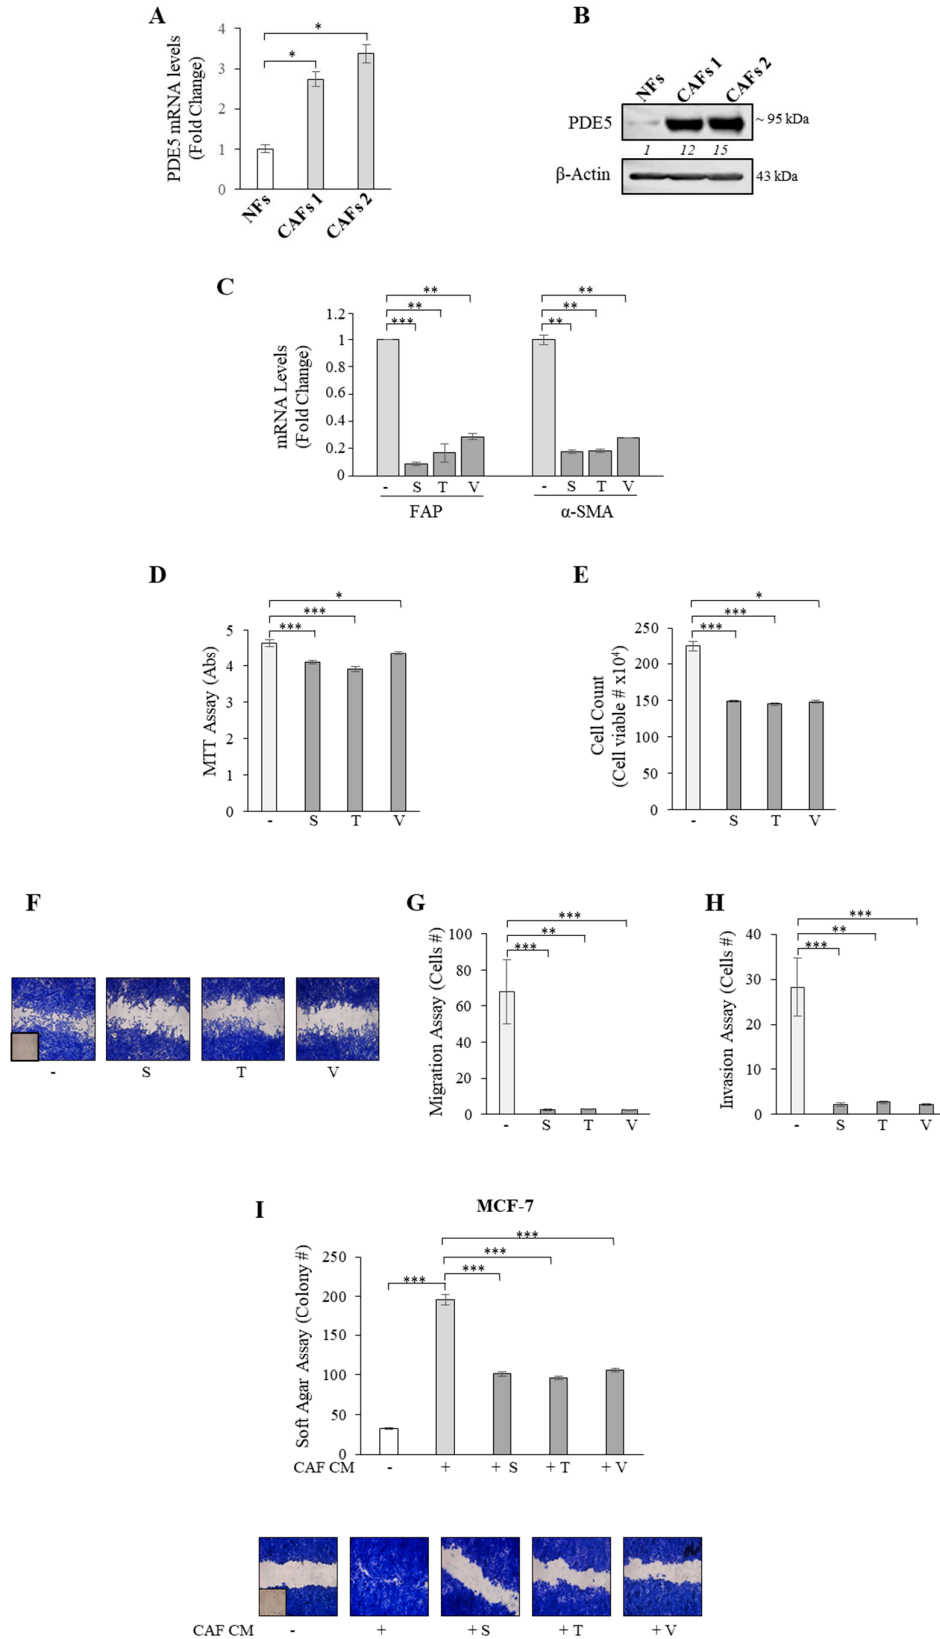 A
PDE5 mRNA levels
(Fold Change)
4
3
2
1
0
*
*
NFs
CAFs 1
CAFs 2
B
NFs
CAFs 1
CAFs 2
PDE5
~ 95 kDa
1 12 15
β-Actin
43 kDa
C
mRNA Levels
(Fold Change)
1.2
1
0.8
0.6
0.4
0.2
0
**
**
***
**
**
**
- S T V - S T V
FAP α-SMA
D
MTT Assay (Abs)
5
4
3
2
1
0
*
***
***
- S T V
E
Cell Count
(Cell viable # x10⁴)
250
200
150
100
50
0
*
***
***
- S T V
F
- S T V
G
Migration Assay (Cells #)
100
80
60
40
20
0
***
**
***
- S T V
H
Invasion Assay (Cells #)
40
30
20
10
0
***
**
***
- S T V
I
MCF-7
Soft Agar Assay (Colony #)
250
200
150
100
50
0
***
***
***
***
CAF CM - + + S + T + V
CAF CM - + + S + T + V